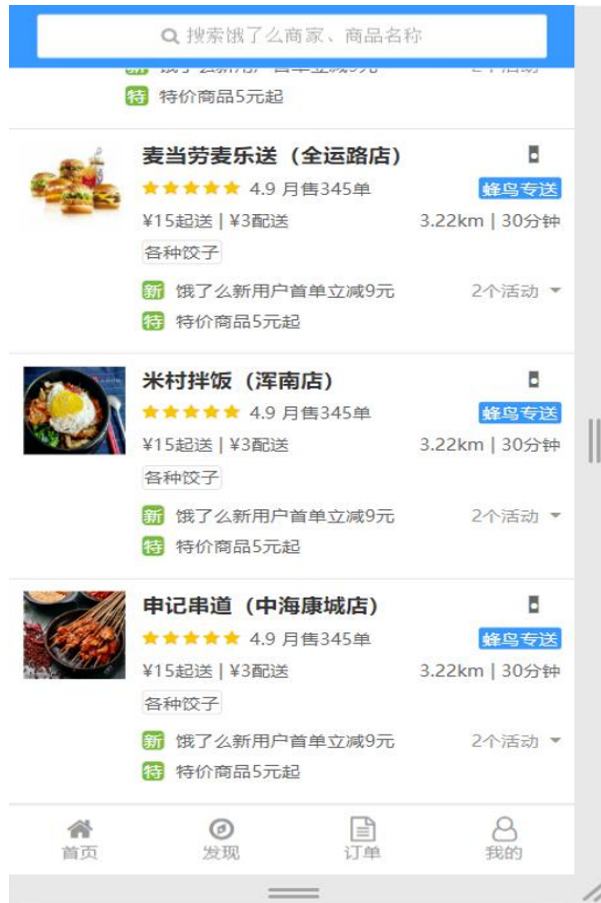 搜索饿了么商家、商品名称
特 特价商品5元起
麦当劳麦乐送（全运路店）
4.9 月售345单 蜂鸟专送
¥15起送 | ¥3配送 3.22km | 30分钟
各种饺子
新 饿了么新用户首单立减9元 2个活动
特 特价商品5元起
米村拌饭（浑南店）
4.9 月售345单 蜂鸟专送
¥15起送 | ¥3配送 3.22km | 30分钟
各种饺子
新 饿了么新用户首单立减9元 2个活动
特 特价商品5元起
申记串道（中海康城店）
4.9 月售345单 蜂鸟专送
¥15起送 | ¥3配送 3.22km | 30分钟
各种饺子
新 饿了么新用户首单立减9元 2个活动
特 特价商品5元起
首页 发现 订单 我的